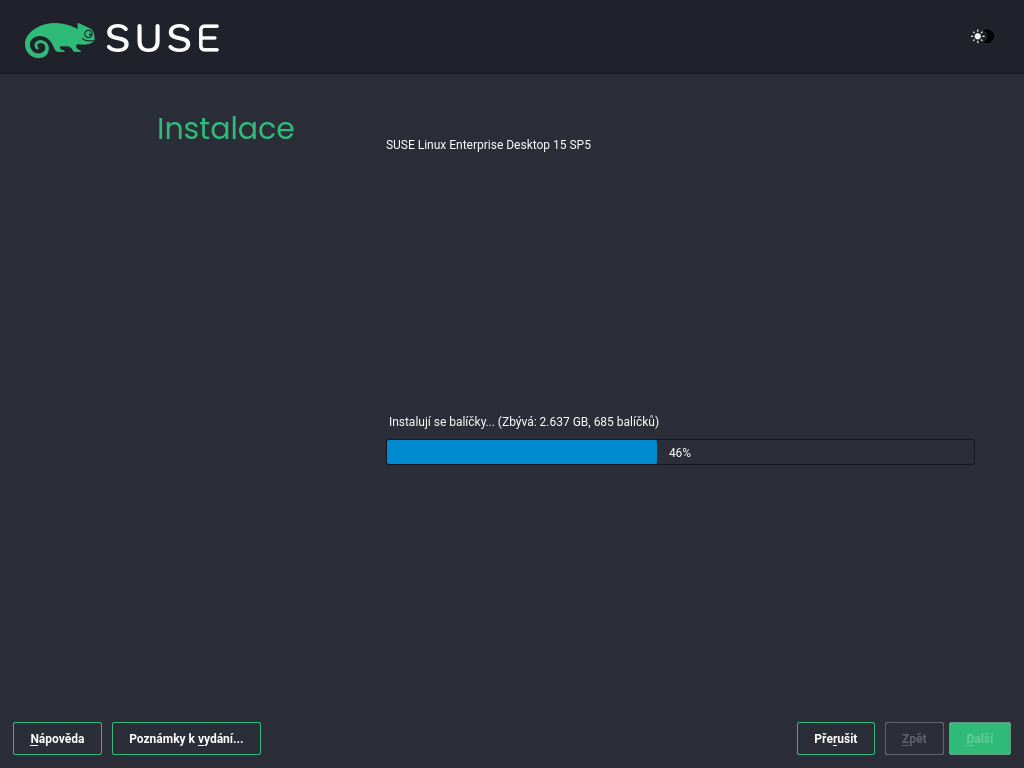 SUSE
Instalace
SUSE Linux Enterprise Desktop 15 SP5
Instalují se balíčky... (Zbývá: 2.637 GB, 685 balíčků)
46%
Nápověda
Poznámky k vydání...
Přerušit
Zpět
Další